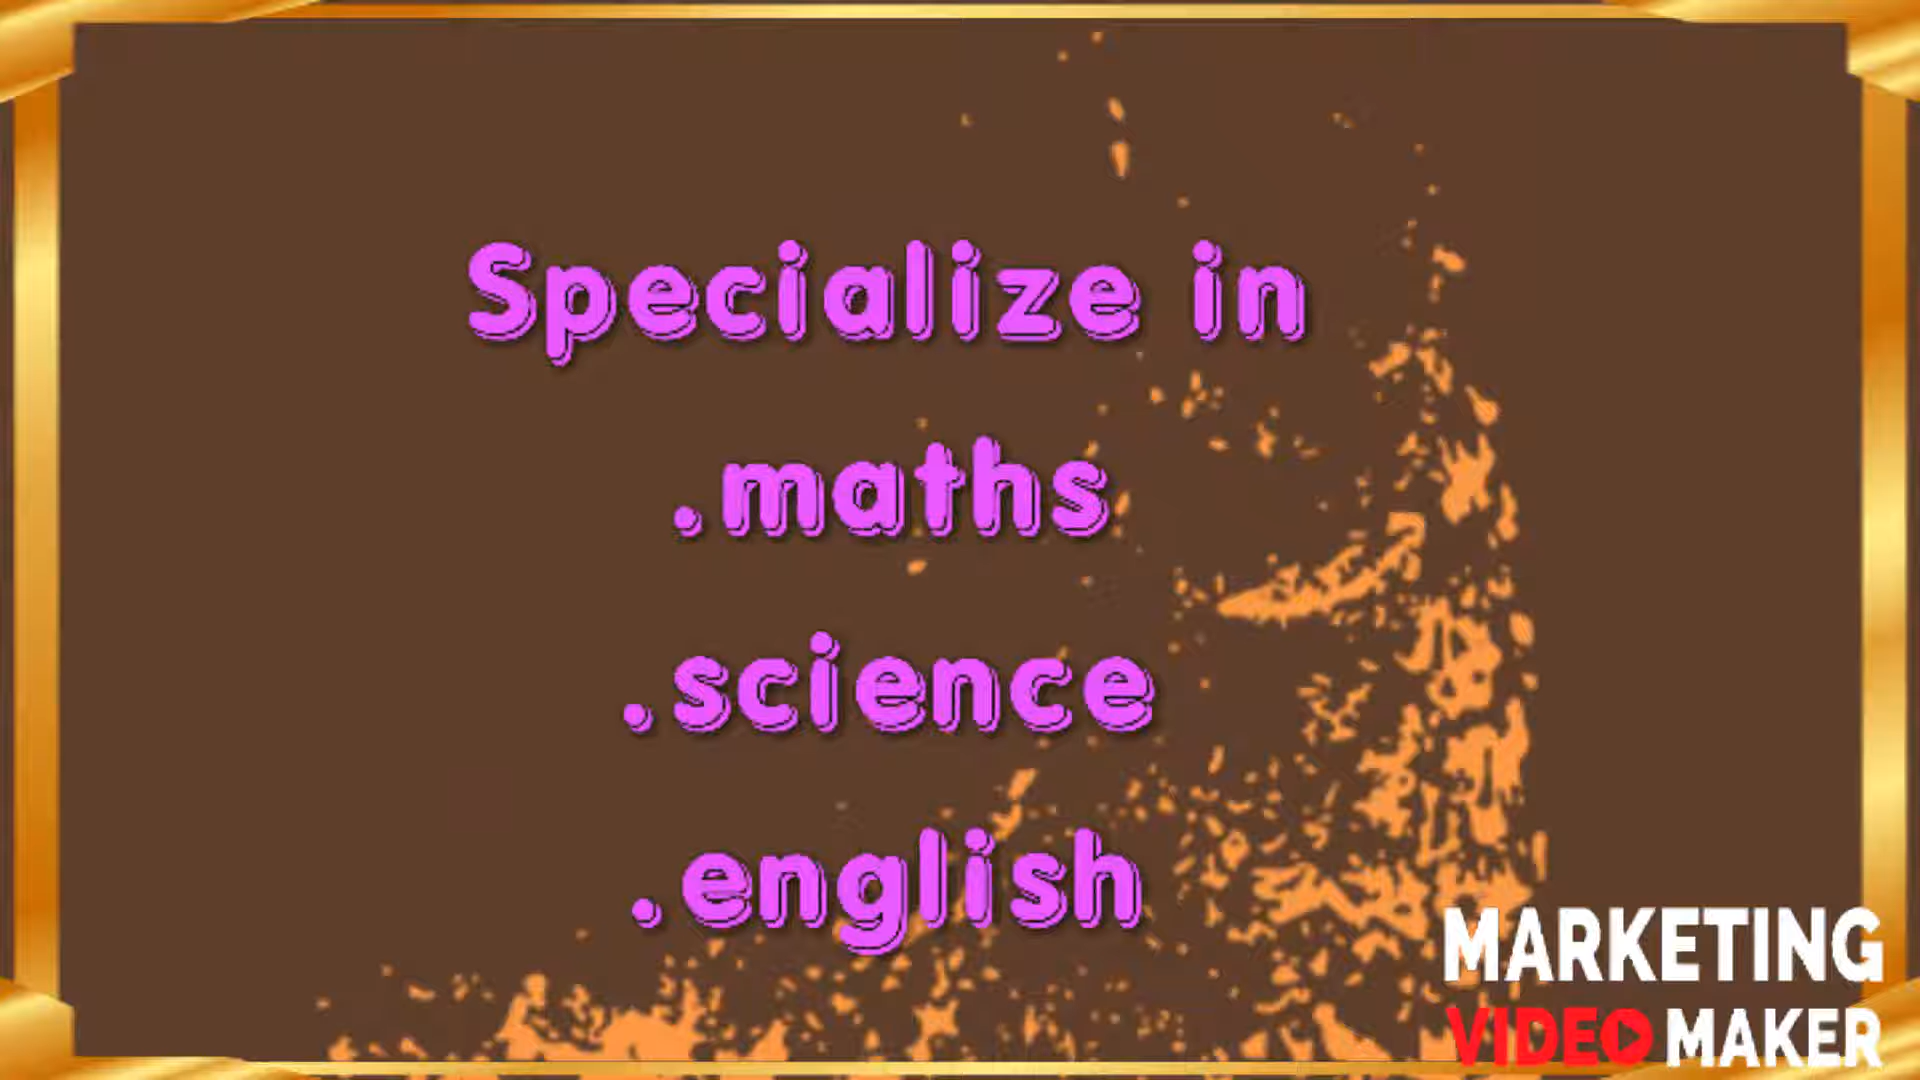 Specialize in
.maths
.science
.english
MARKETING
VIDEO MAKER